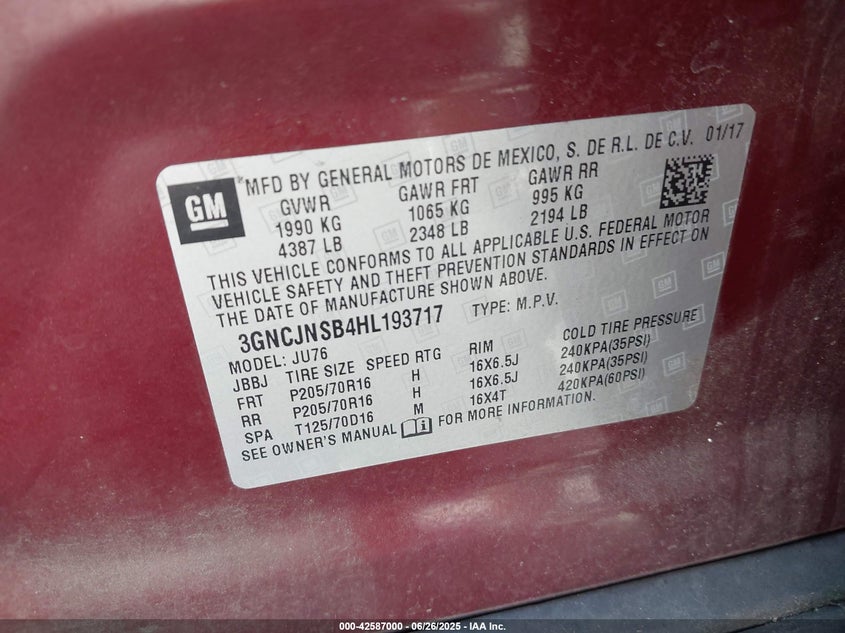 GM
*MFD BY GENERAL MOTORS DE MEXICO, S. DE R.L. DE C.V. 01/17
GVWR GAWR FRT GAWR RR
1990 KG 1065 KG 995 KG
4387 LB 2348 LB 2194 LB
THIS VEHICLE CONFORMS TO ALL APPLICABLE U.S. FEDERAL MOTOR
VEHICLE SAFETY AND THEFT PREVENTION STANDARDS IN EFFECT ON
THE DATE OF MANUFACTURE SHOWN ABOVE.
3GNCJNSB4HL193717 TYPE: M.P.V.
MODEL: JU76
JBBJ TIRE SIZE SPEED RTG RIM COLD TIRE PRESSURE
FRT P205/70R16 H 16X6.5J 240KPA(35PSI)
RR P205/70R16 H 16X6.5J 240KPA(35PSI)
SPA T125/70D16 M 16X4T 420KPA(60PSI)
SEE OWNER'S MANUAL i FOR MORE INFORMATION.
000-42587000 - 06/26/2025 - IAA Inc.